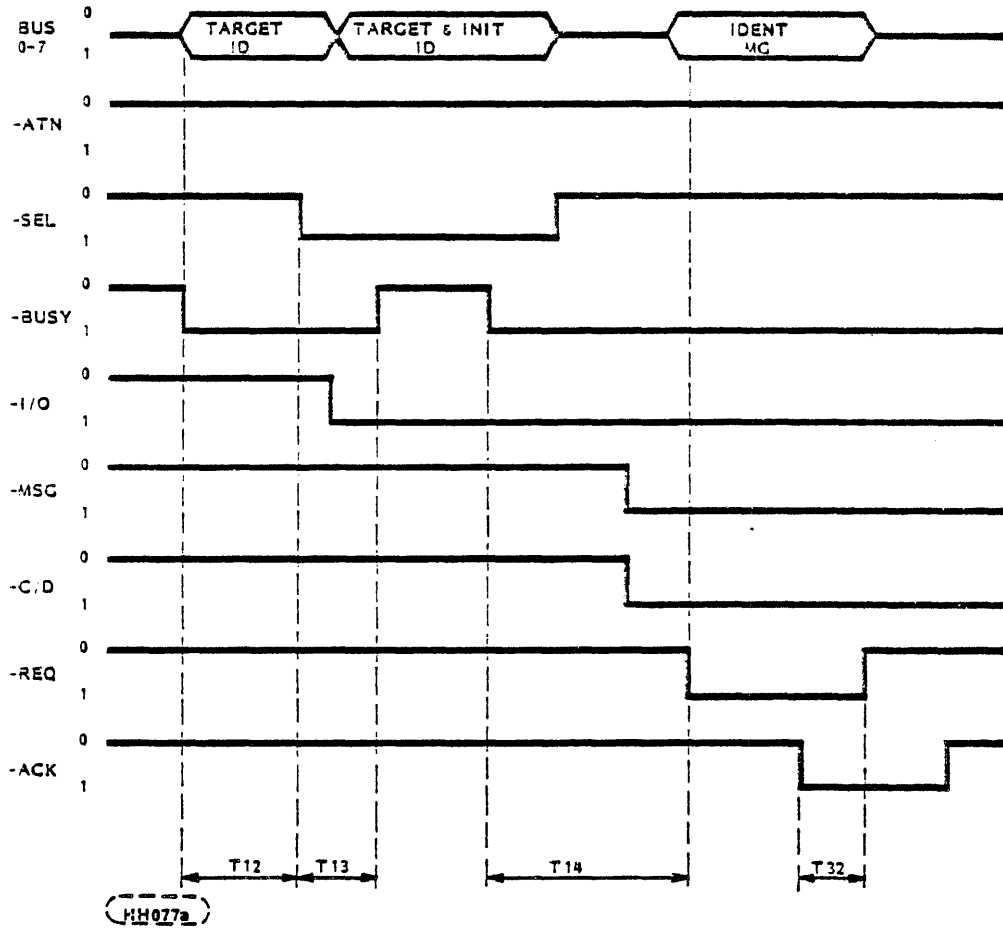 BUS 0-7
0
1
TARGET ID
TARGET & INIT ID
IDENT MG
-ATN
0
1
-SEL
0
1
-BUSY
0
1
-I/O
0
1
-MSG
0
1
-C/D
0
1
-REQ
0
1
-ACK
0
1
T12
T13
T14
T32
HH077a